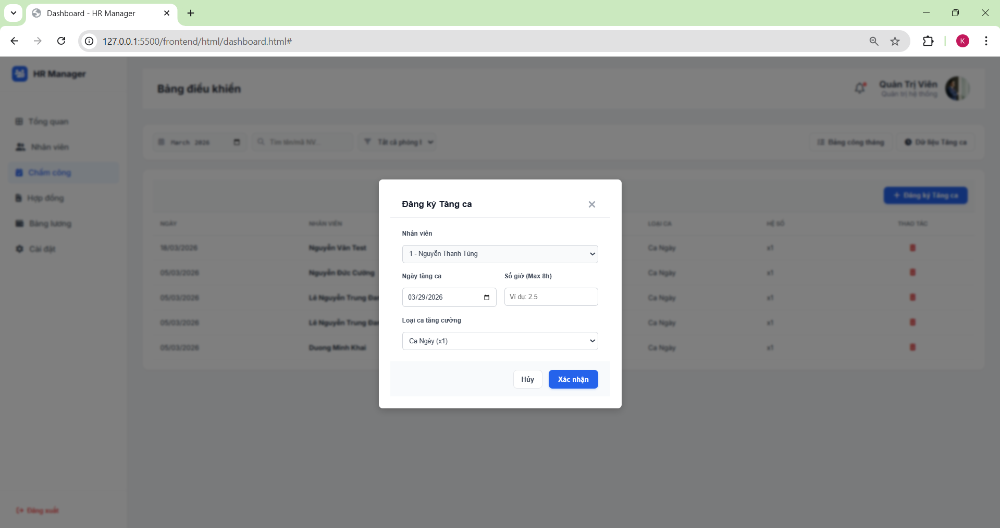 Dashboard - HR Manager
127.0.0.1:5500/frontend/html/dashboard.html#
K
HR Manager
Bảng điều khiển
Quản Trị Viên
Quản trị hệ thống
Tổng quan
Nhân viên
Chấm công
Hợp đồng
Bảng lương
Cài đặt
Đăng xuất
March 2026
Tìm tên/mã NV...
Tất cả phòng
Bảng công tháng
Dữ liệu Tăng ca
+ Đăng ký Tăng ca
NGÀY NHÂN VIÊN LOẠI CA HỆ SỐ THAO TÁC
18/03/2026 Nguyễn Văn Test Ca Ngày x1
05/03/2026 Nguyễn Đức Cường Ca Ngày x1
05/03/2026 Lê Nguyễn Trung Ca Ngày x1
05/03/2026 Lê Nguyễn Trung Ca Ngày x1
05/03/2026 Duong Minh Khai Ca Ngày x1
Đăng ký Tăng ca
Nhân viên
1 - Nguyễn Thanh Tùng
Ngày tăng ca
Số giờ (Max 8h)
03/29/2026
Ví dụ: 2.5
Loại ca tăng cường
Ca Ngày (x1)
Hủy
Xác nhận